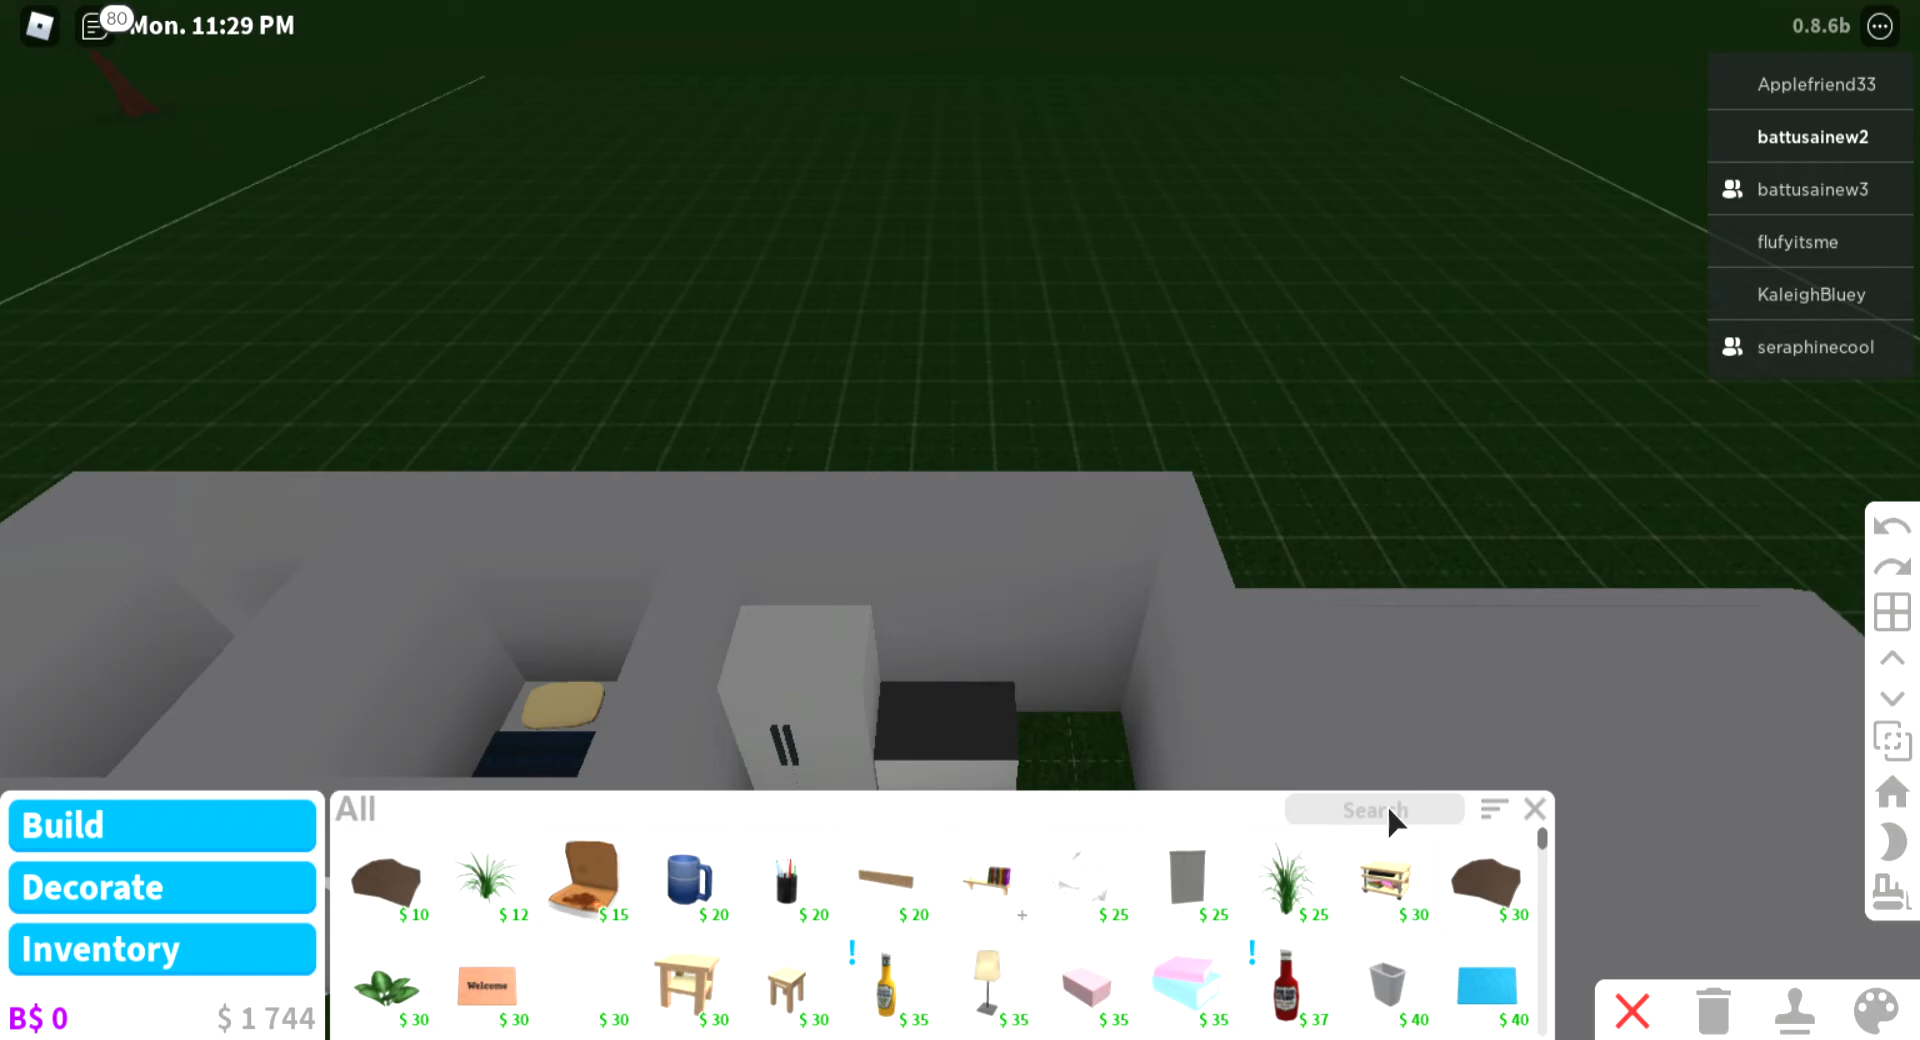 80
Mon. 11:29 PM
0.8.6b
Applefriend33
battusainew2
battusainew3
flufyitsme
KaleighBluey
seraphinecool
Build
Decorate
Inventory
B$ 0
$ 1 744
All
Search
$ 10
$ 12
$ 15
$ 20
$ 20
$ 20
$ 25
$ 25
$ 25
$ 30
$ 30
!
!
Welcome
$ 30
$ 30
$ 30
$ 30
$ 30
$ 35
$ 35
$ 35
$ 35
$ 37
$ 40
$ 40